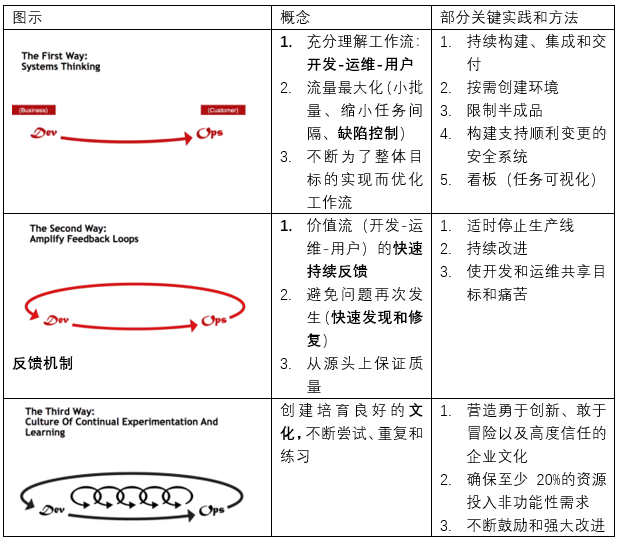 图示
概念
部分关键实践和方法
The First Way:
Systems Thinking
(Business)
(Customer)
Dev
Ops
1. 充分理解工作流：
开发-运维-用户
2. 流量最大化（小批
量、缩小任务间
隔、缺陷控制）
3. 不断为了整体目
标的实现而优化
工作流
1. 持续构建、集成和交
付
2. 按需创建环境
3. 限制半成品
4. 构建支持顺利变更的
安全系统
5. 看板（任务可视化）
The Second Way:
Amplify Feedback Loops
Dev
Ops
反馈机制
1. 价值流（开发-运
维-用户）的快速
持续反馈
2. 避免问题再次发
生（快速发现和修
复）
3. 从源头上保证质
量
1. 适时停止生产线
2. 持续改进
3. 使开发和运维共享目
标和痛苦
The Third Way:
Culture Of Continual Experimentation And
Learning
Dev
Ops
创建培育良好的文
化，不断尝试、重复和
练习
1. 营造勇于创新、敢于
冒险以及高度信任的
企业文化
2. 确保至少 20%的资源
投入非功能性需求
3. 不断鼓励和强大改进